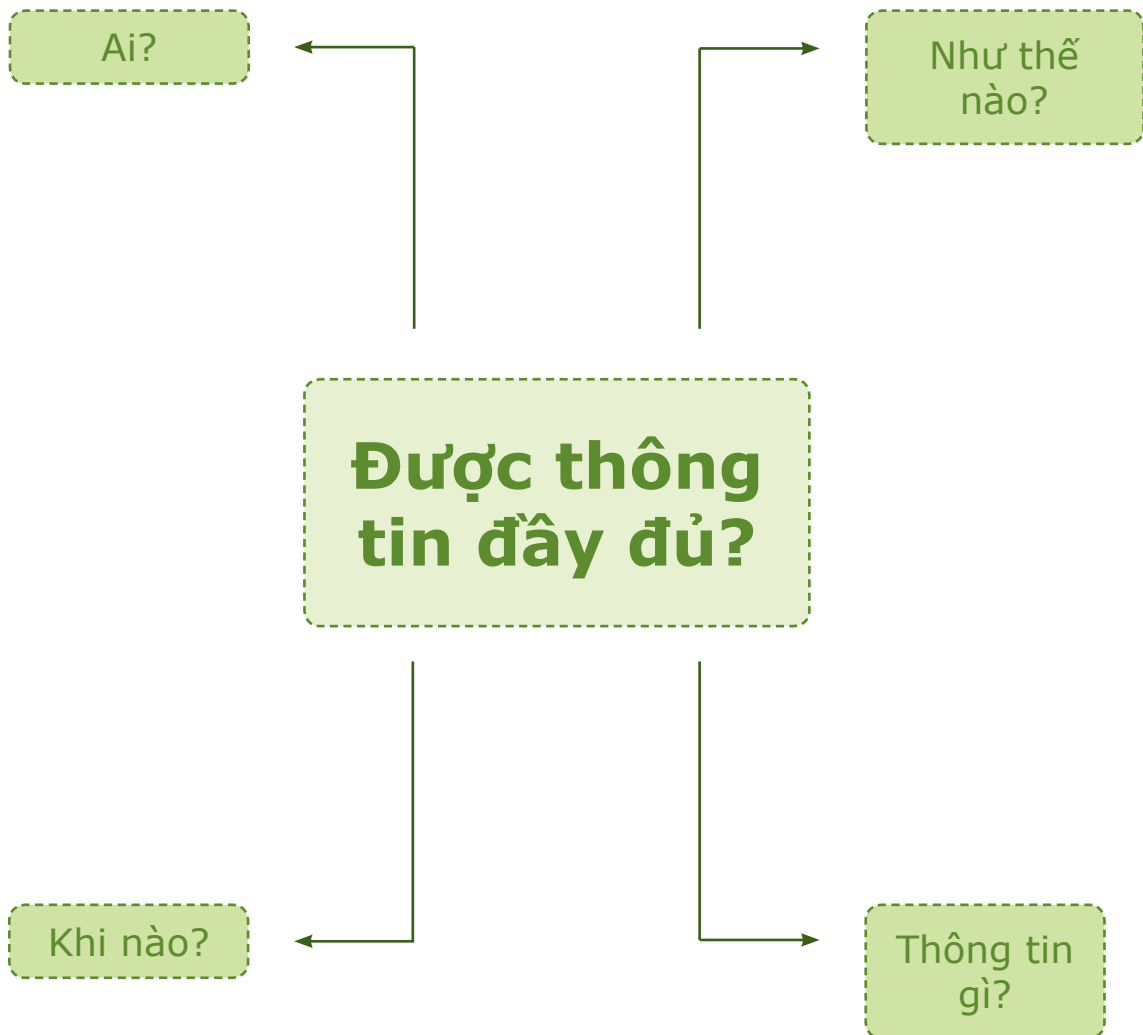 Ai?
Như thế
nào?
Được thông
tin đầy đủ?
Khi nào?
Thông tin
gì?